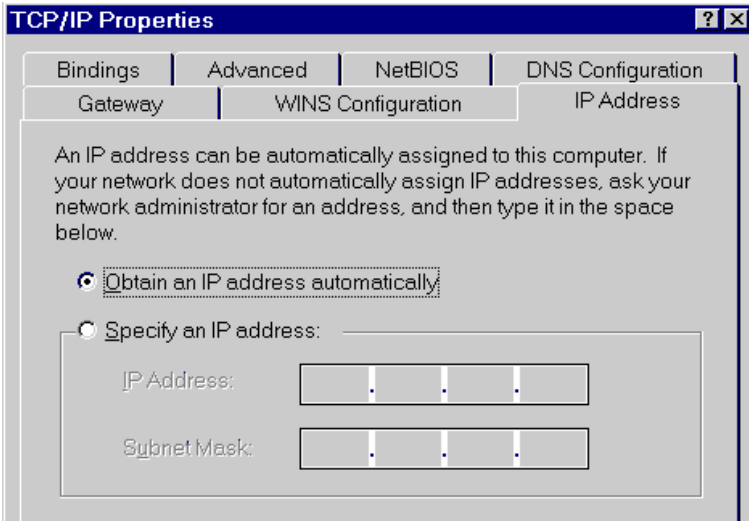 TCP/IP Properties
Bindings Advanced NetBIOS DNS Configuration
Gateway WINS Configuration IP Address
An IP address can be automatically assigned to this computer. If
your network does not automatically assign IP addresses, ask your
network administrator for an address, and then type it in the space
below.
Obtain an IP address automatically
Specify an IP address:
IP Address: . . .
Subnet Mask: . . .